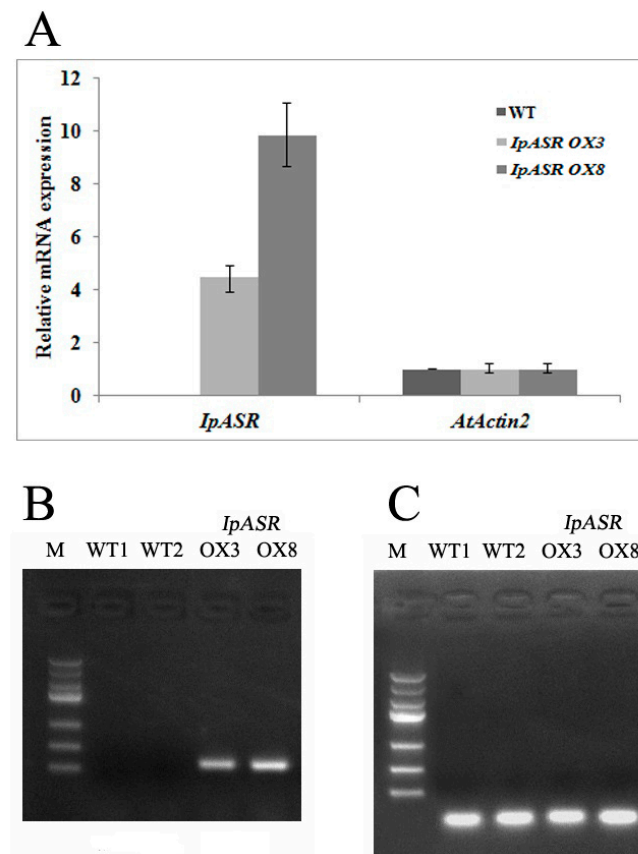 A
12
10
8
6
4
2
0
Relative mRNA expression
WT
IpASR OX3
IpASR OX8
IpASR AtActin2
B
IpASR
M WT1 WT2 OX3 OX8
C
IpASR
M WT1 WT2 OX3 OX8